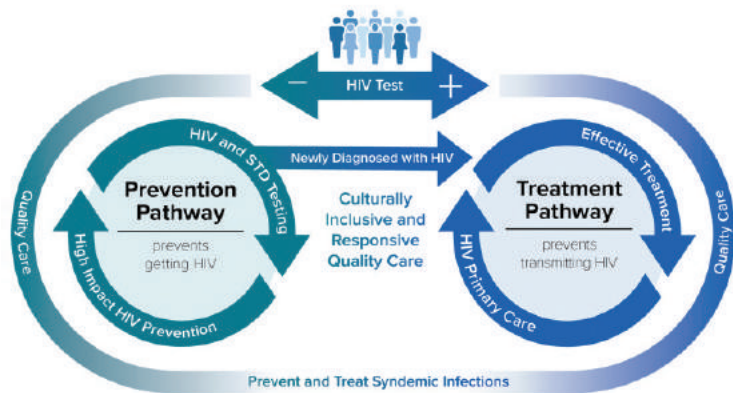 − HIV Test +
HIV and STD Testing
Newly Diagnosed with HIV
Effective Treatment
Quality Care
Prevention
Pathway
prevents
getting HIV
High Impact HIV Prevention
Culturally
Inclusive and
Responsive
Quality Care
Treatment
Pathway
prevents
transmitting HIV
HIV Primary Care
Quality Care
Prevent and Treat Syndemic Infections